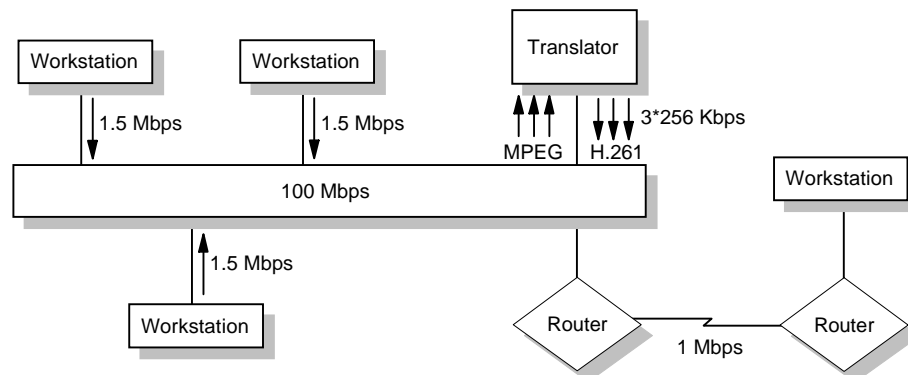 Workstation
Workstation
Translator
1.5 Mbps
1.5 Mbps
3*256 Kbps
MPEG
H.261
100 Mbps
Workstation
1.5 Mbps
Workstation
Router
1 Mbps
Router